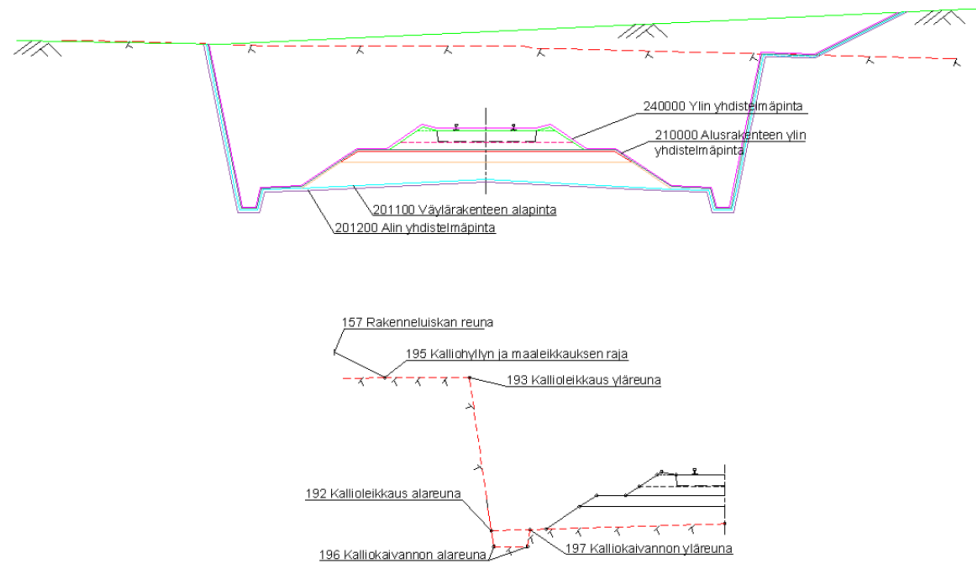 240000 Ylin yhdistelmäpinta
210000 Alusrakenteen ylin
yhdistelmäpinta
201100 Väylärakenteen alapinta
201200 Alin yhdistelmäpinta
157 Rakenneluiskan reuna
195 Kalliohyllyn ja maaleikkauksen raja
193 Kallioleikkaus yläreuna
192 Kallioleikkaus alareuna
196 Kalliokaivannon alareuna
197 Kalliokaivannon yläreuna